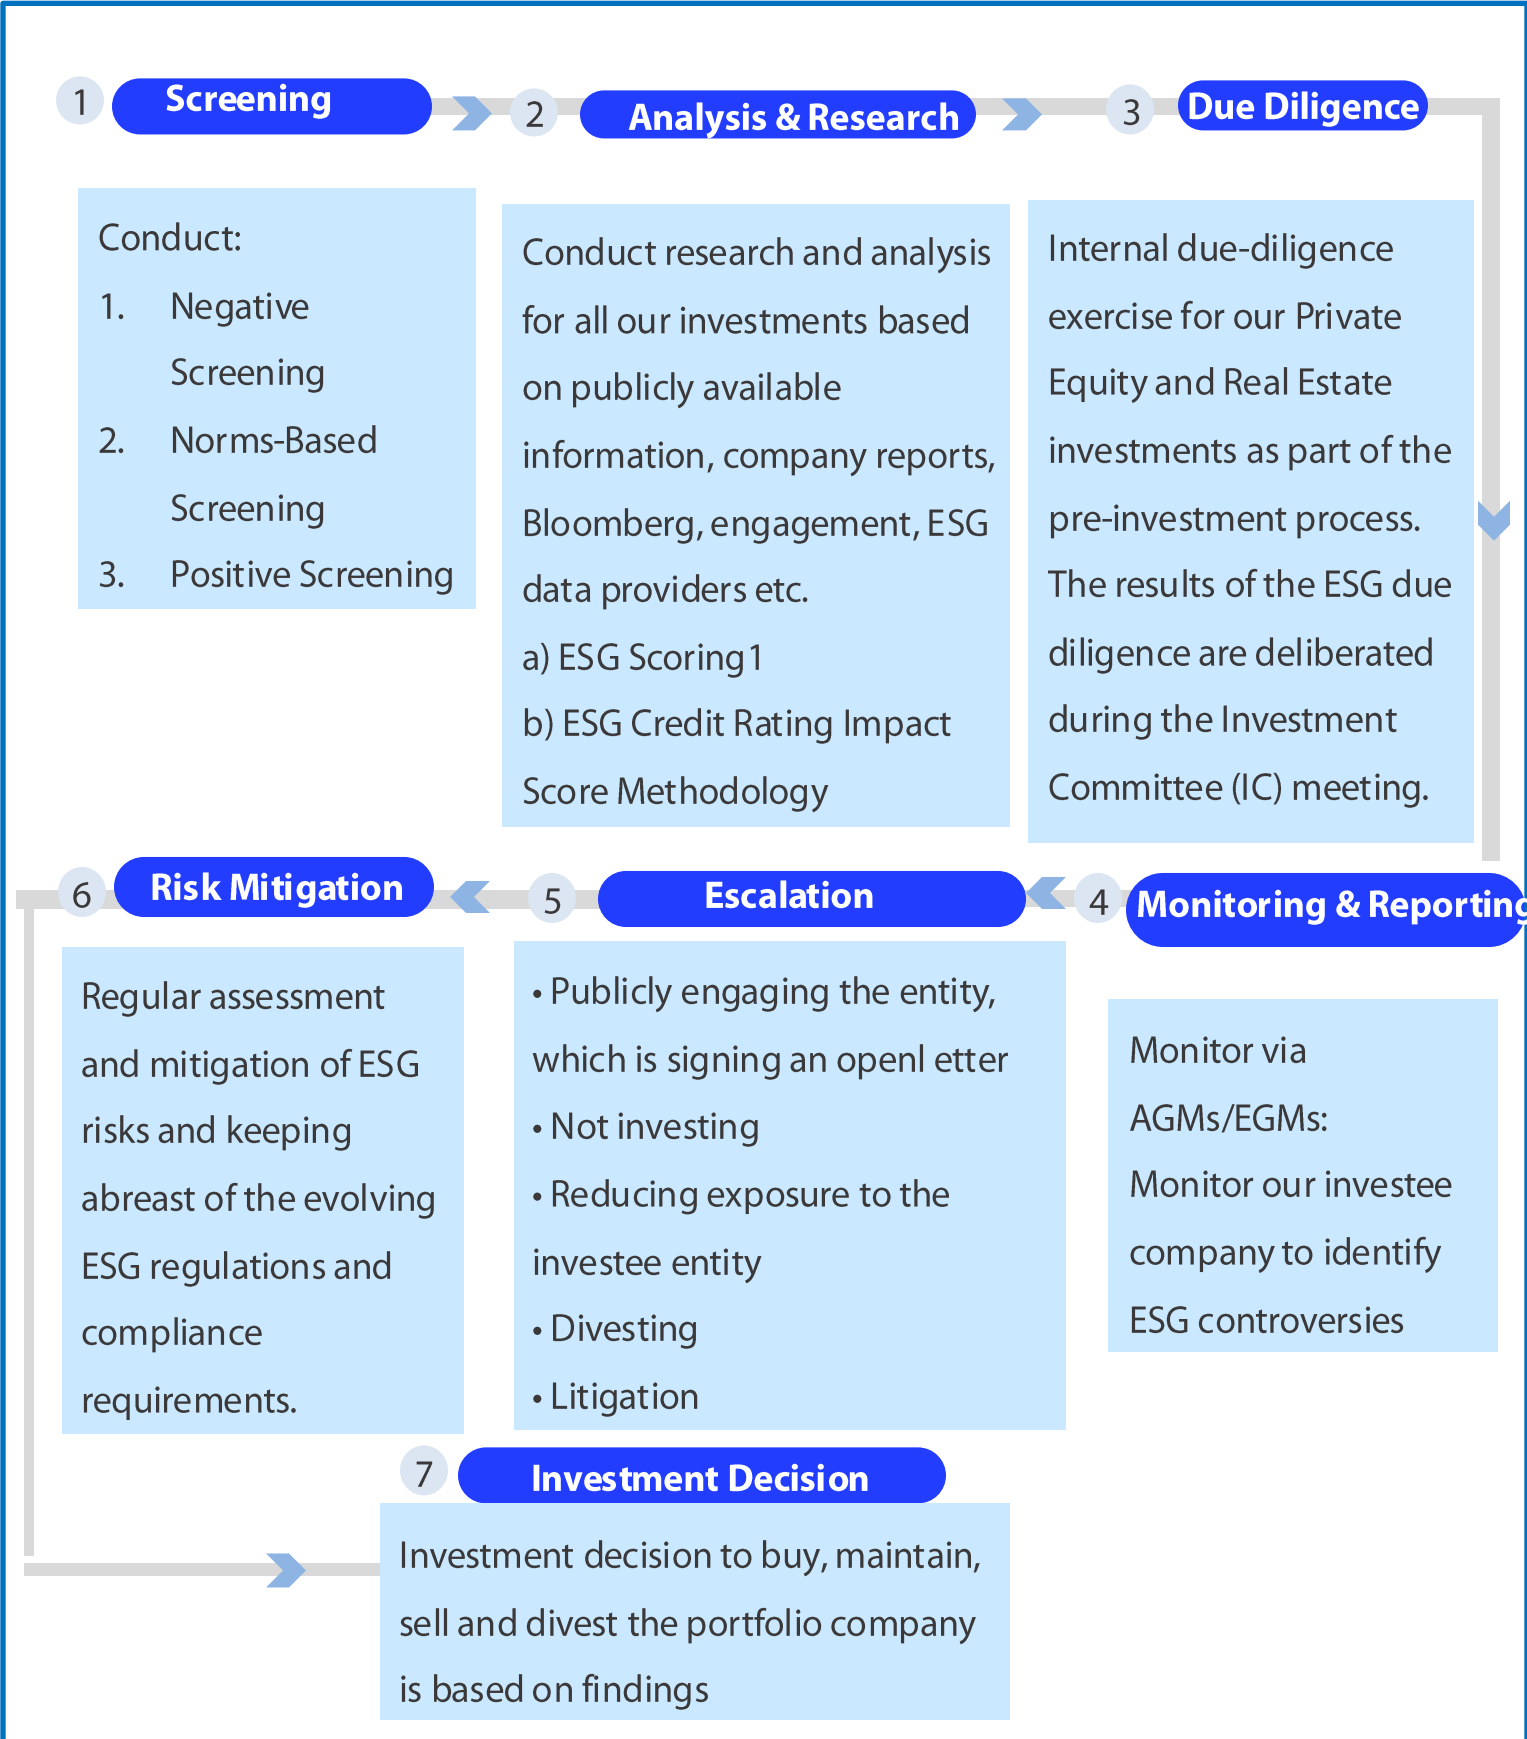 1
Screening
Conduct:
1. Negative
Screening
2. Norms-Based
Screening
3. Positive Screening
2
Analysis & Research
Conduct research and analysis
for all our investments based
on publicly available
information, company reports,
Bloomberg, engagement, ESG
data providers etc.
a) ESG Scoring1
b) ESG Credit Rating Impact
Score Methodology
3
Due Diligence
Internal due-diligence
exercise for our Private
Equity and Real Estate
investments as part of the
pre-investment process.
The results of the ESG due
diligence are deliberated
during the Investment
Committee (IC) meeting.
4
Monitoring & Reporting
Monitor via
AGMs/EGMs:
Monitor our investee
company to identify
ESG controversies
5
Escalation
• Publicly engaging the entity,
which is signing an openl etter
• Not investing
• Reducing exposure to the
investee entity
• Divesting
• Litigation
6
Risk Mitigation
Regular assessment
and mitigation of ESG
risks and keeping
abreast of the evolving
ESG regulations and
compliance
requirements.
7
Investment Decision
Investment decision to buy, maintain,
sell and divest the portfolio company
is based on findings